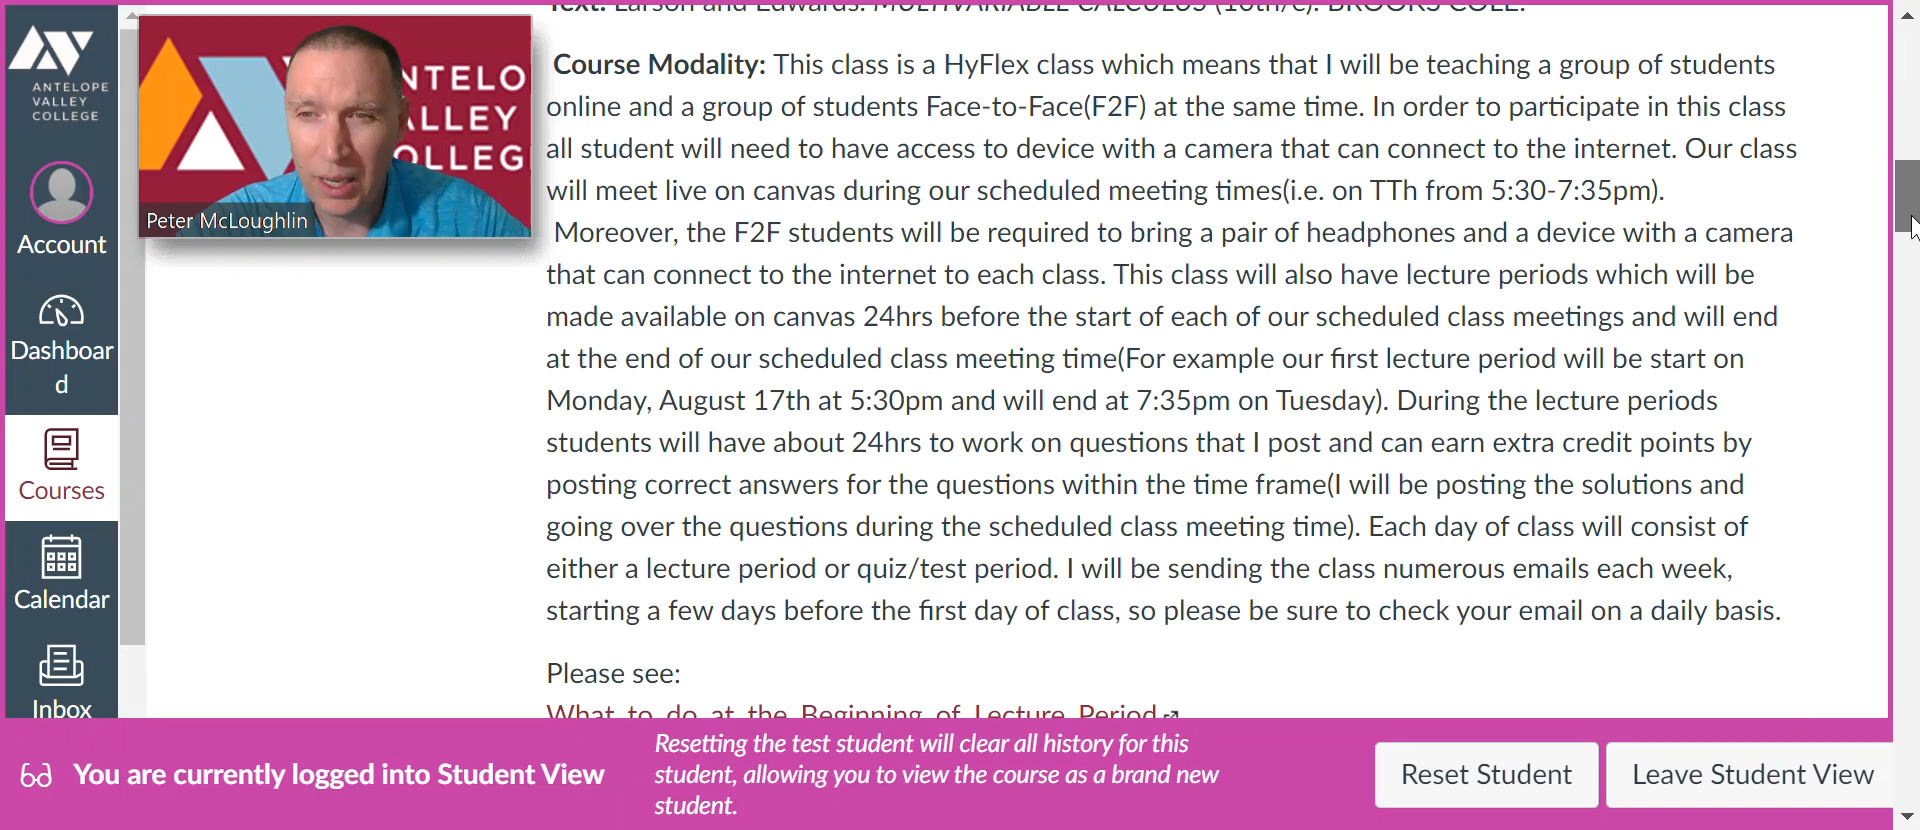 Text: Larson and Edwards. MULTIVARIABLE CALCULUS (10th/e). BROOKS COLE.
ANTELOPE
VALLEY
COLLEGE
NTELO
ALLEY
OLLEG
Peter McLoughlin
Account
Dashboar
d
Courses
Calendar
Inbox
Course Modality: This class is a HyFlex class which means that I will be teaching a group of students
online and a group of students Face-to-Face(F2F) at the same time. In order to participate in this class
all student will need to have access to device with a camera that can connect to the internet. Our class
will meet live on canvas during our scheduled meeting times(i.e. on TTh from 5:30-7:35pm).
Moreover, the F2F students will be required to bring a pair of headphones and a device with a camera
that can connect to the internet to each class. This class will also have lecture periods which will be
made available on canvas 24hrs before the start of each of our scheduled class meetings and will end
at the end of our scheduled class meeting time(For example our first lecture period will be start on
Monday, August 17th at 5:30pm and will end at 7:35pm on Tuesday). During the lecture periods
students will have about 24hrs to work on questions that I post and can earn extra credit points by
posting correct answers for the questions within the time frame(I will be posting the solutions and
going over the questions during the scheduled class meeting time). Each day of class will consist of
either a lecture period or quiz/test period. I will be sending the class numerous emails each week,
starting a few days before the first day of class, so please be sure to check your email on a daily basis.
Please see:
What to do at the Beginning of Lecture Period
You are currently logged into Student View
Resetting the test student will clear all history for this
student, allowing you to view the course as a brand new
student.
Reset Student
Leave Student View